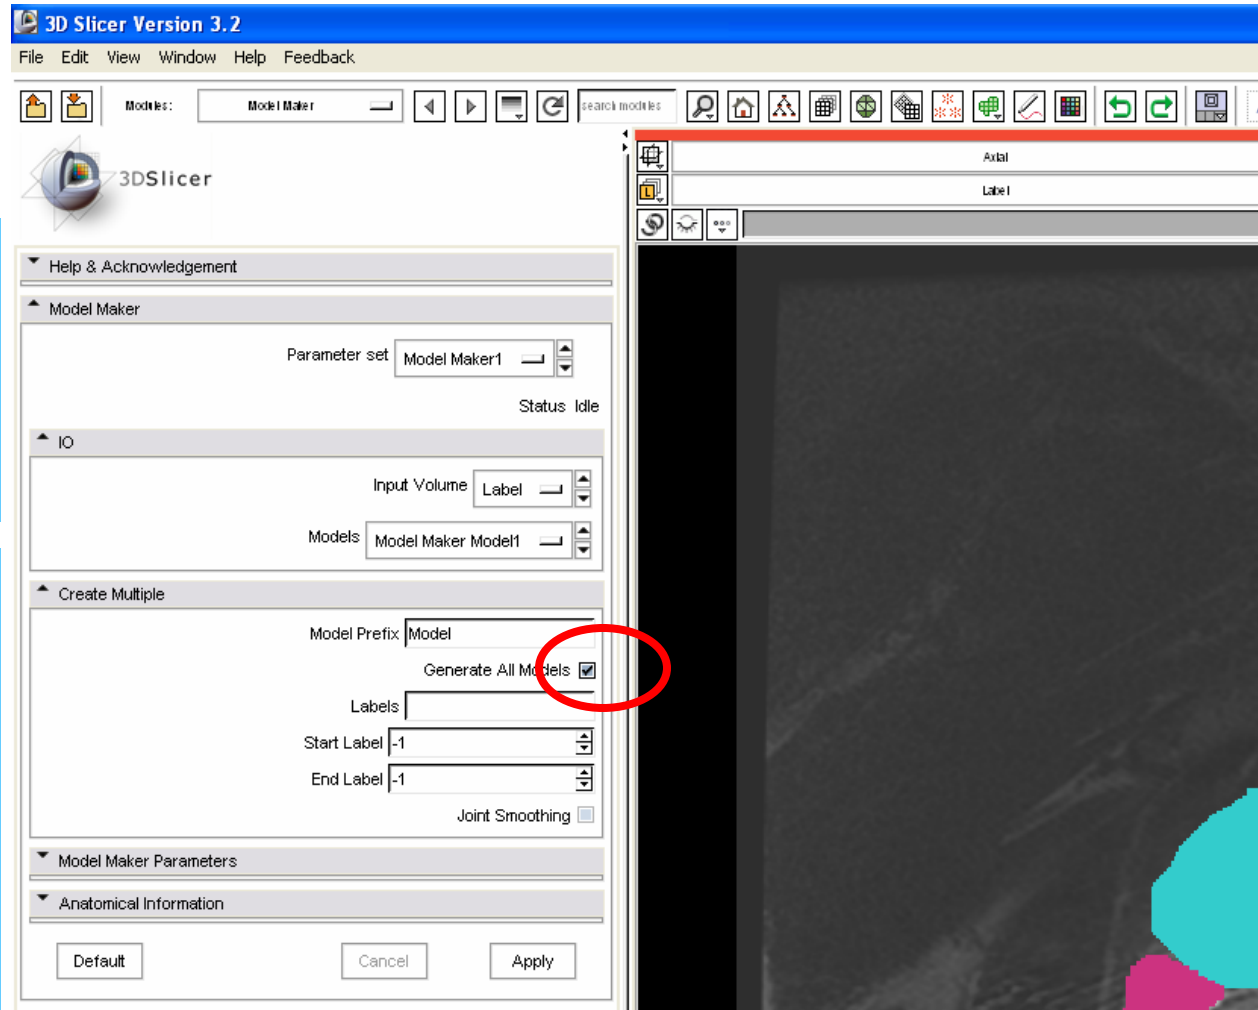 3D Slicer Version 3.2
File Edit View Window Help Feedback
Modules: Model Maker search modules
3DSlicer
Axial
L Label
Help & Acknowledgement
Model Maker
Parameter set Model Maker1
Status Idle
IO
Input Volume Label
Models Model Maker Model1
Create Multiple
Model Prefix Model
Generate All Models
Labels
Start Label -1
End Label -1
Joint Smoothing
Model Maker Parameters
Anatomical Information
Default Cancel Apply